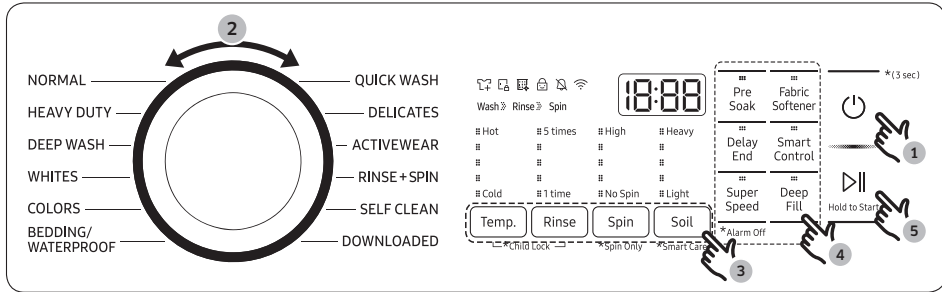 2
NORMAL
HEAVY DUTY
DEEP WASH
WHITES
COLORS
BEDDING/
WATERPROOF
QUICK WASH
DELICATES
ACTIVEWEAR
RINSE+SPIN
SELF CLEAN
DOWNLOADED
18:88
Wash Rinse Spin
Hot 5 times High Heavy
Cold 1 time No Spin Light
Temp. Rinse Spin Soil
*Child Lock *Spin Only *Smart Care
3
Pre
Soak
Fabric
Softener
Delay
End
Smart
Control
Super
Speed
Deep
Fill
*Alarm Off
4
*(3 sec)
1
Hold to Start
5